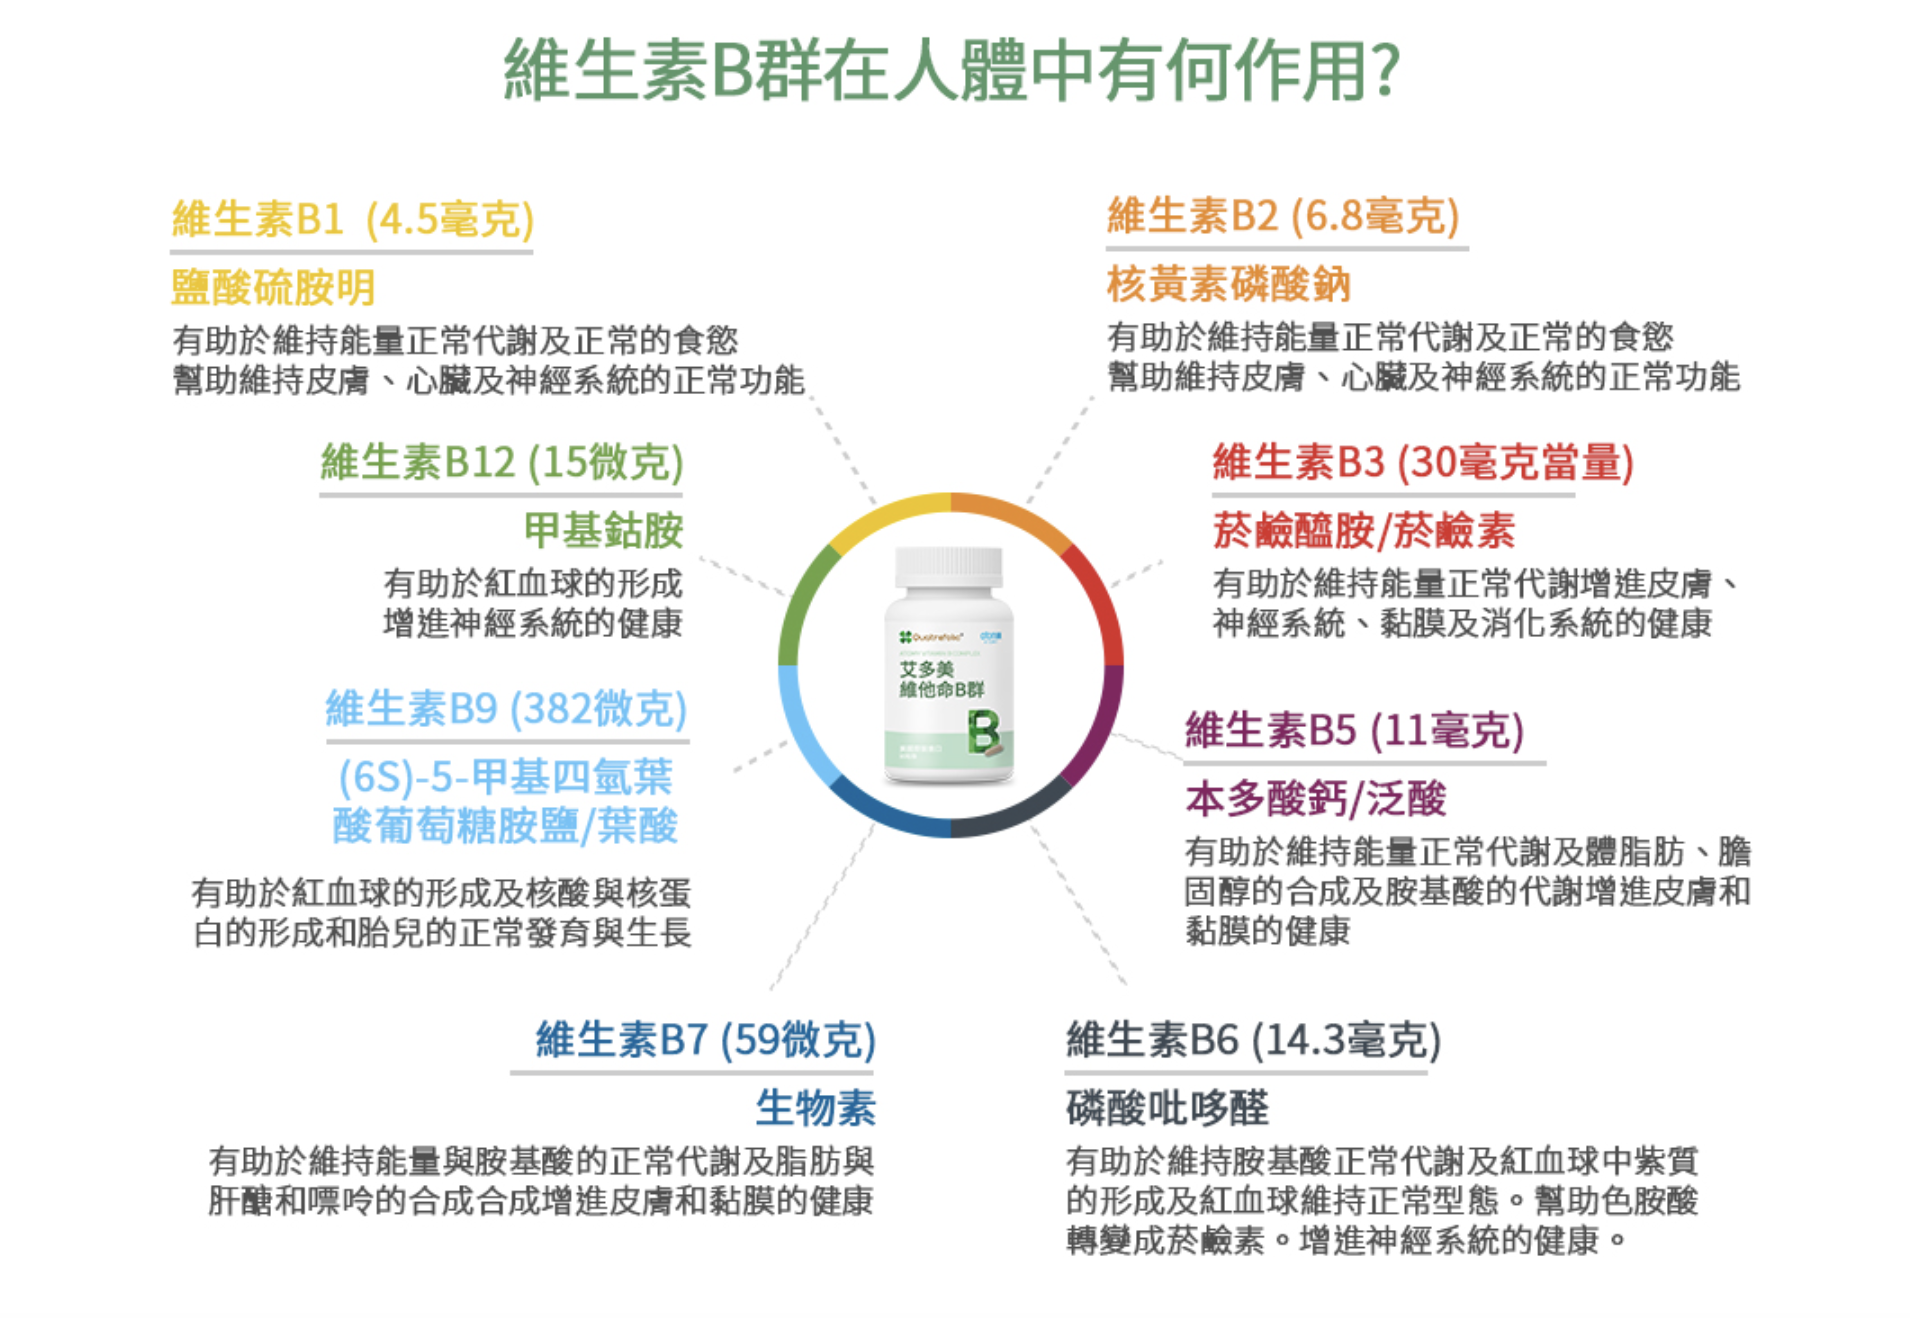 維生素B群在人體中有何作用?
維生素B1 (4.5毫克)
鹽酸硫胺明
有助於維持能量正常代謝及正常的食慾
幫助維持皮膚、心臟及神經系統的正常功能
維生素B2 (6.8毫克)
核黃素磷酸鈉
有助於維持能量正常代謝及正常的食慾
幫助維持皮膚、心臟及神經系統的正常功能
維生素B12 (15微克)
甲基鈷胺
有助於紅血球的形成
增進神經系統的健康
維生素B3 (30毫克當量)
菸鹼醯胺/菸鹼素
有助於維持能量正常代謝增進皮膚、
神經系統、黏膜及消化系統的健康
Quatrefolic
atomy
艾多美
維他命B群
B
維生素B9 (382微克)
(6S)-5-甲基四氫葉
酸葡萄糖胺鹽/葉酸
有助於紅血球的形成及核酸與核蛋
白的形成和胎兒的正常發育與生長
維生素B5 (11毫克)
本多酸鈣/泛酸
有助於維持能量正常代謝及體脂肪、膽
固醇的合成及胺基酸的代謝增進皮膚和
黏膜的健康
維生素B7 (59微克)
生物素
有助於維持能量與胺基酸的正常代謝及脂肪與
肝醣和嘌呤的合成合成增進皮膚和黏膜的健康
維生素B6 (14.3毫克)
磷酸吡哆醛
有助於維持胺基酸正常代謝及紅血球中紫質
的形成及紅血球維持正常型態。幫助色胺酸
轉變成菸鹼素。增進神經系統的健康。